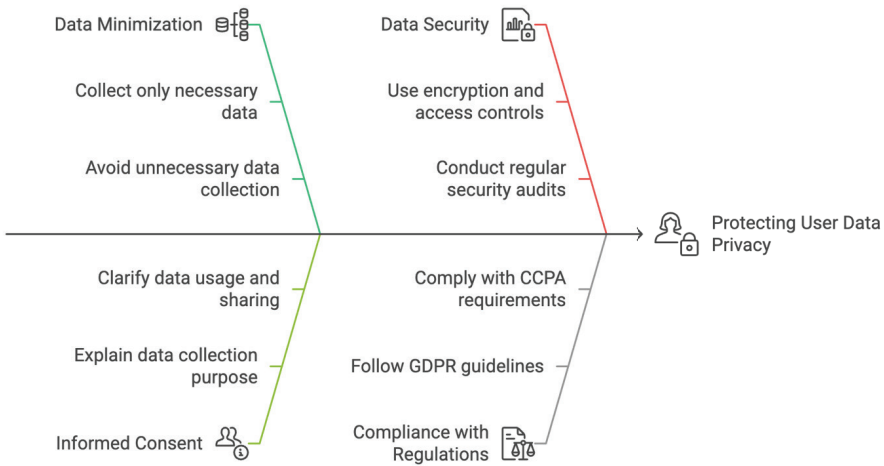 Data Minimization
Data Security
Collect only necessary
data
Use encryption and
access controls
Avoid unnecessary data
collection
Conduct regular
security audits
Protecting User Data
Privacy
Clarify data usage and
sharing
Comply with CCPA
requirements
Explain data collection
purpose
Follow GDPR guidelines
Informed Consent
Compliance with
Regulations